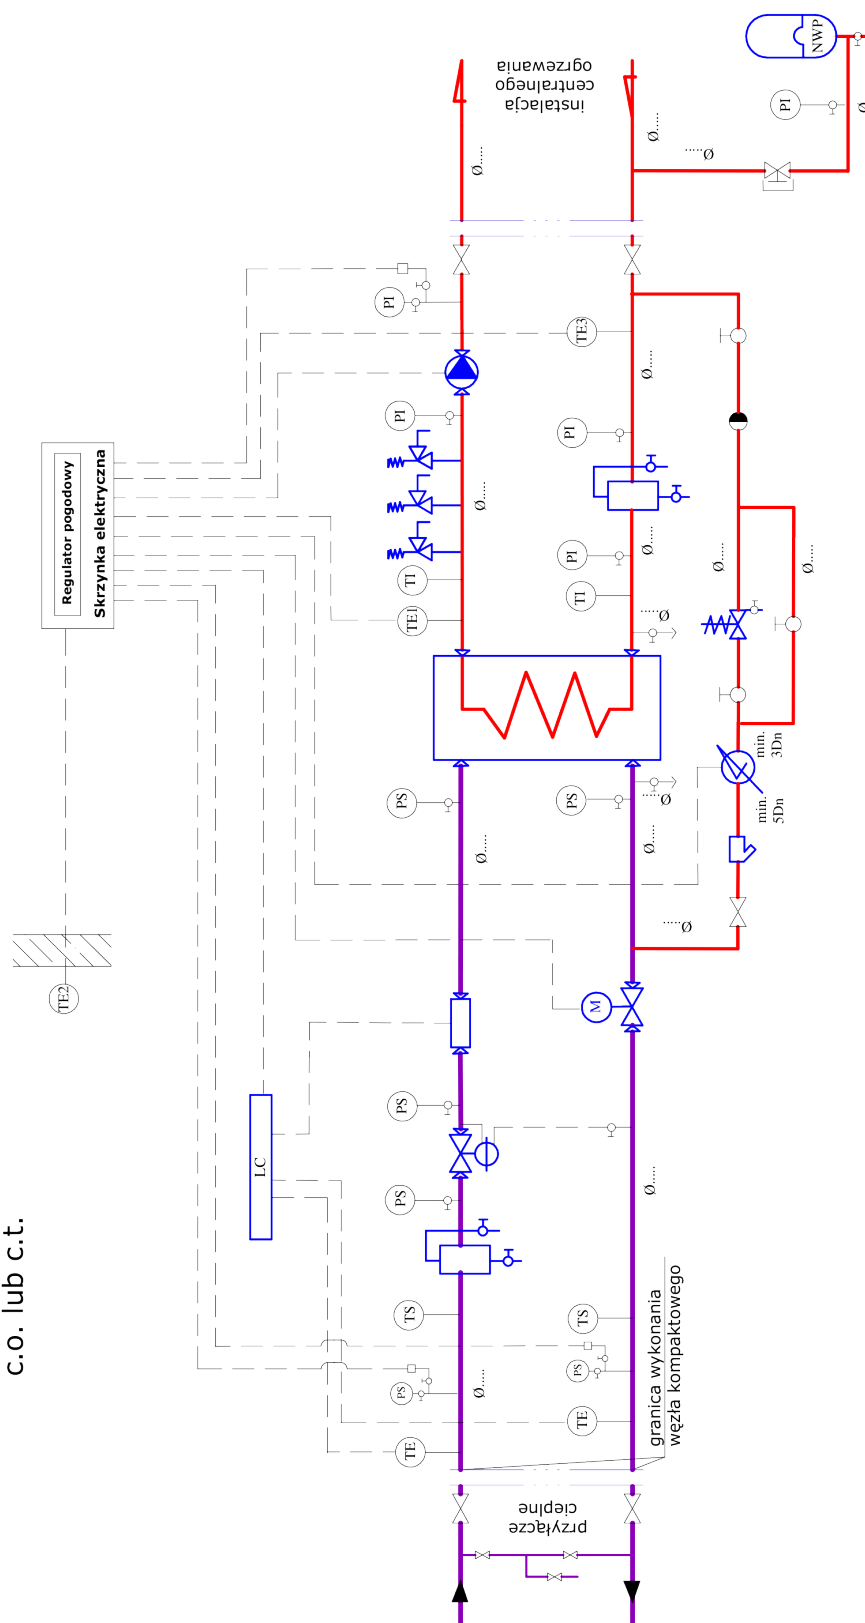 c.o. lub c.t.
Regulator pogodowy
Skrzynka elektryczna
TE2
LC
instalacja
centralnego
ogrzewania
NWP
PI
Ø.....
Ø.....
Ø.....
Ø
PI
TE3
Ø.....
PI
PI
Ø.....
PI
Ø.....
TI
TI
TE1
Ø.....
Ø.....
Ø.....
min.
3Dn
min.
5Dn
PS
PS
Ø.....
Ø.....
Ø.....
Ø.....
M
PS
PS
Ø.....
TS
TS
PS
PS
Ø.....
TE
TE
granica wykonania
węzła kompaktowego
przyłącze
cieplne